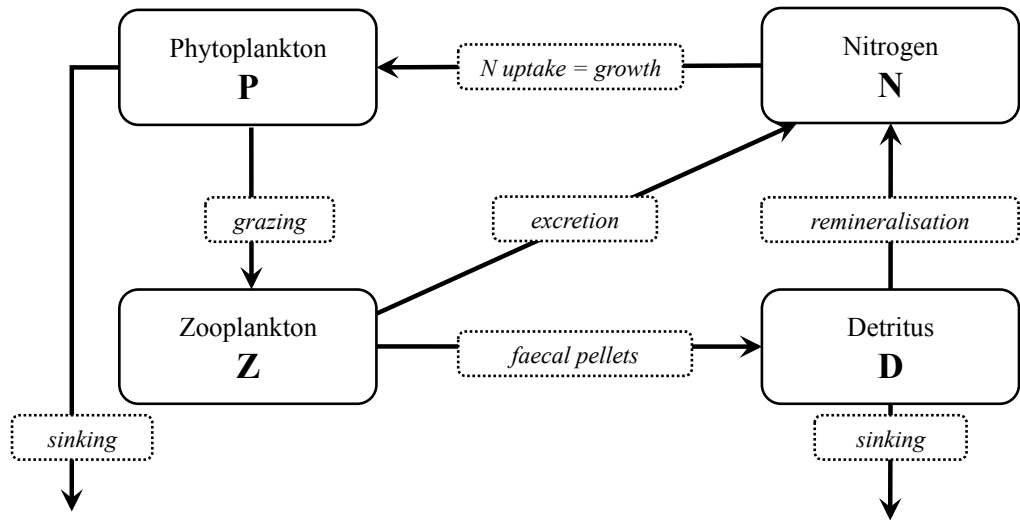 Phytoplankton
P
N uptake = growth
Nitrogen
N
grazing
excretion
remineralisation
Zooplankton
Z
faecal pellets
Detritus
D
sinking
sinking